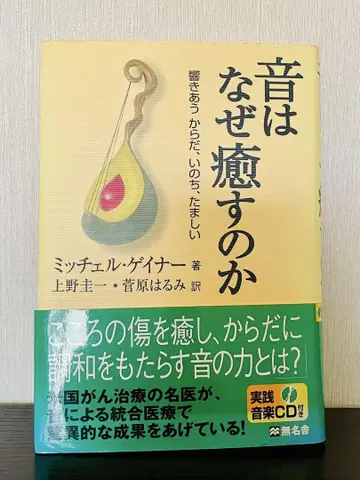 音は
なぜ癒すのか
響きあう からだ、いのち、たましい
ミッチェル・ゲイナー 著
上野圭一・菅原はるみ 訳
こころの傷を癒し、からだに
調和をもたらす音の力とは?
国がん治療の名医が、
による統合医療で
異的な成果をあげている!
実践
音楽CD付き
無名舎